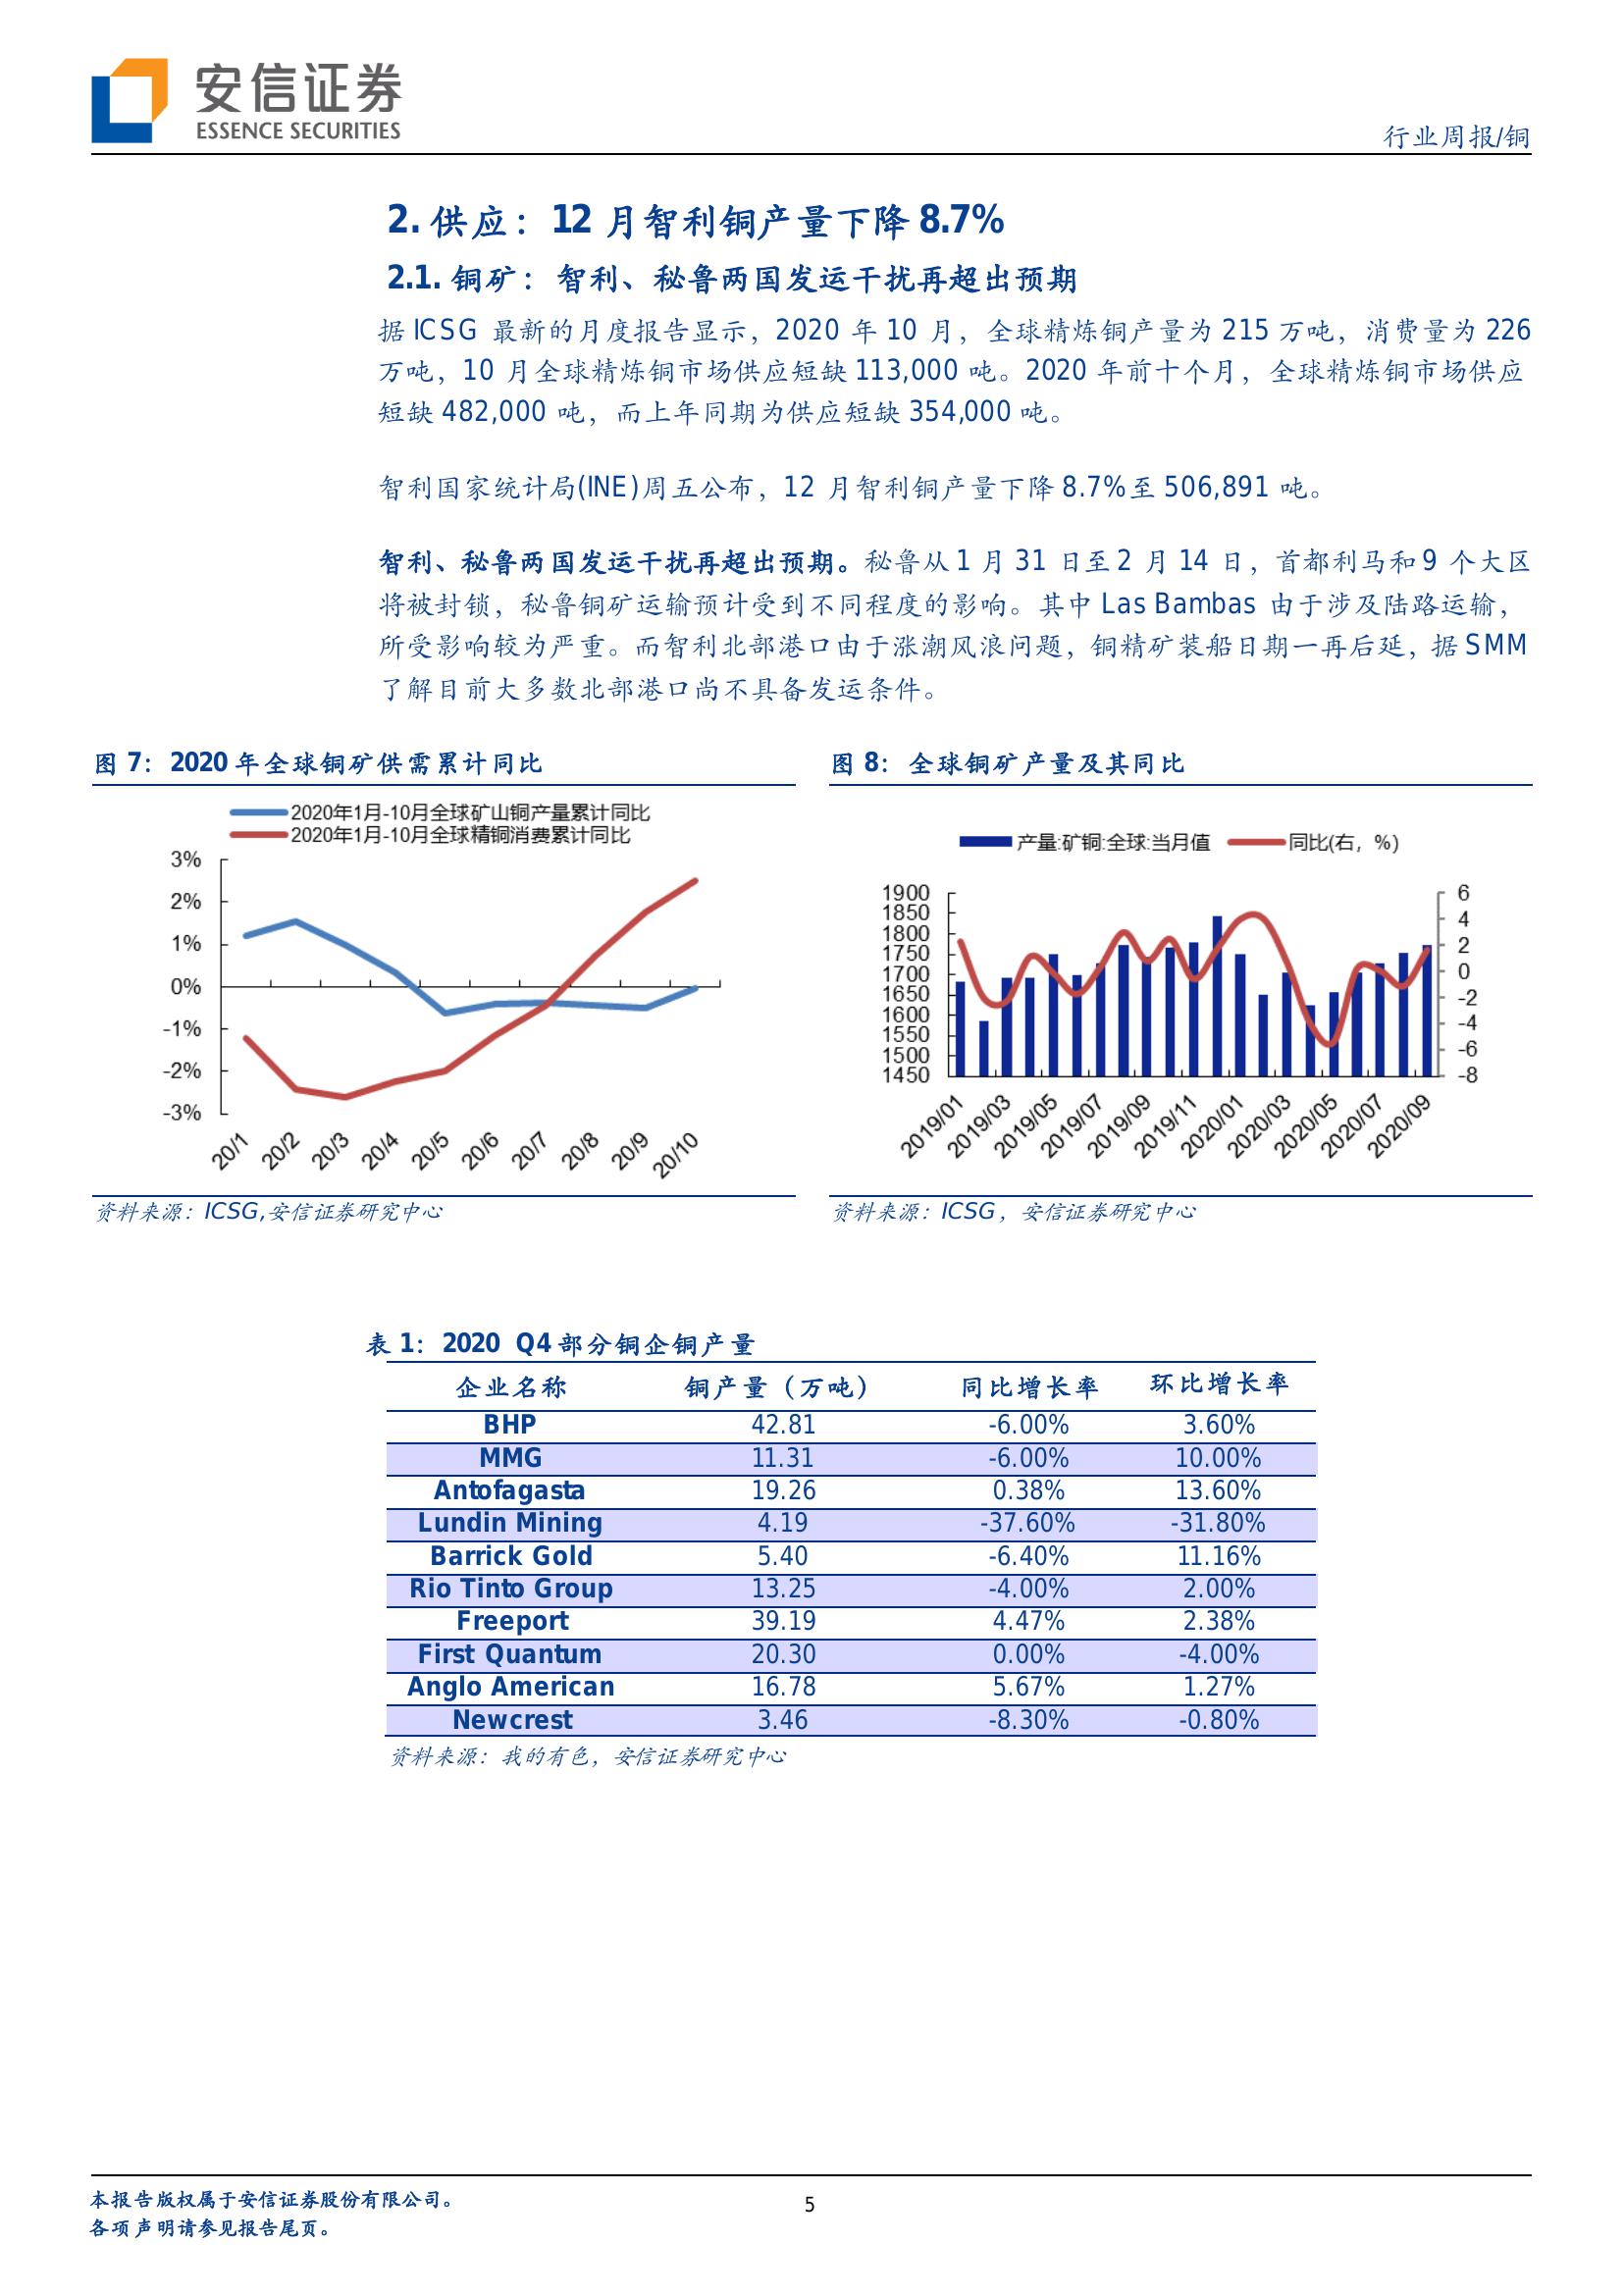 安信证券
ESSENCE SECURITIES
行业周报/铜
2. 供应：12 月智利铜产量下降 8.7%
2.1. 铜矿：智利、秘鲁两国发运干扰再超出预期
据 ICSG 最新的月度报告显示，2020 年 10 月，全球精炼铜产量为 215 万吨，消费量为 226
万吨，10 月全球精炼铜市场供应短缺 113,000 吨。2020 年前十个月，全球精炼铜市场供应
短缺 482,000 吨，而上年同期为供应短缺 354,000 吨。
智利国家统计局(INE)周五公布，12 月智利铜产量下降 8.7%至 506,891 吨。
智利、秘鲁两国发运干扰再超出预期。秘鲁从 1 月 31 日至 2 月 14 日，首都利马和 9 个大区
将被封锁，秘鲁铜矿运输预计受到不同程度的影响。其中 Las Bambas 由于涉及陆路运输，
所受影响较为严重。而智利北部港口由于涨潮风浪问题，铜精矿装船日期一再后延，据 SMM
了解目前大多数北部港口尚不具备发运条件。
图 7：2020 年全球铜矿供需累计同比
2020年1月-10月全球矿山铜产量累计同比
2020年1月-10月全球精铜消费累计同比
3%
2%
1%
0%
-1%
-2%
-3%
20/1 20/2 20/3 20/4 20/5 20/6 20/7 20/8 20/9 20/10
资料来源：ICSG,安信证券研究中心
图 8：全球铜矿产量及其同比
产量:矿铜:全球:当月值 同比(右，%)
1900 6
1850 4
1800 2
1750 0
1700 -2
1650 -4
1600 -6
1550 -8
1500
1450
2019/01 2019/03 2019/05 2019/07 2019/09 2019/11 2020/01 2020/03 2020/05 2020/07 2020/09
资料来源：ICSG，安信证券研究中心
表 1：2020 Q4 部分铜企铜产量
企业名称 铜产量（万吨） 同比增长率 环比增长率
BHP 42.81 -6.00% 3.60%
MMG 11.31 -6.00% 10.00%
Antofagasta 19.26 0.38% 13.60%
Lundin Mining 4.19 -37.60% -31.80%
Barrick Gold 5.40 -6.40% 11.16%
Rio Tinto Group 13.25 -4.00% 2.00%
Freeport 39.19 4.47% 2.38%
First Quantum 20.30 0.00% -4.00%
Anglo American 16.78 5.67% 1.27%
Newcrest 3.46 -8.30% -0.80%
资料来源：我的有色，安信证券研究中心
本报告版权属于安信证券股份有限公司。
各项声明请参见报告尾页。
5